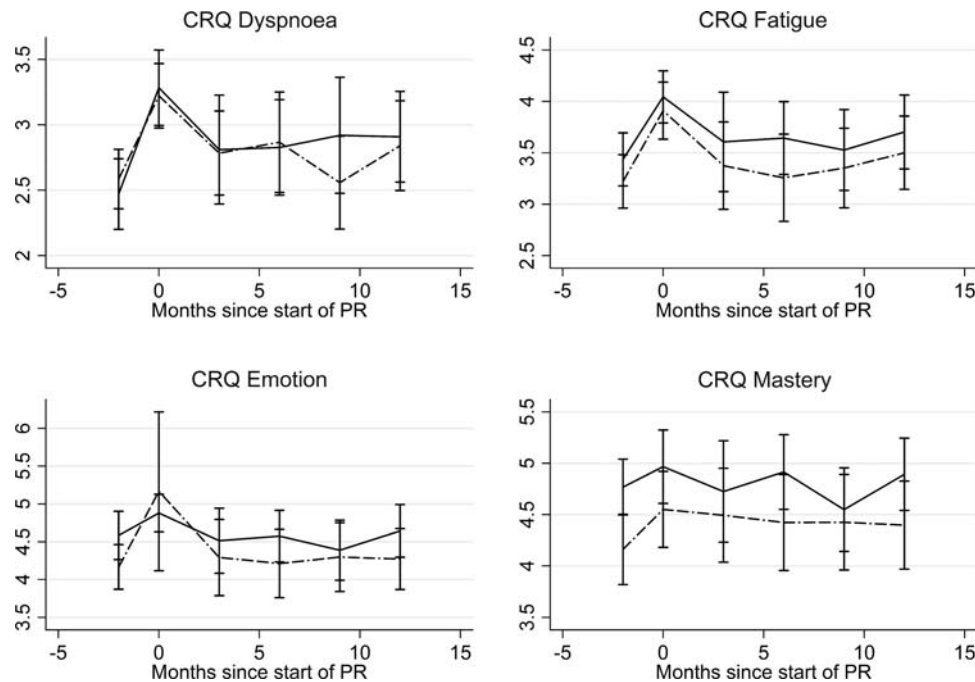 CRQ Dyspnoea
3.5
3
2.5
2
-5 0 5 10 15
Months since start of PR
CRQ Fatigue
4.5
4
3.5
3
2.5
-5 0 5 10 15
Months since start of PR
CRQ Emotion
6
5.5
5
4.5
4
3.5
-5 0 5 10 15
Months since start of PR
CRQ Mastery
5.5
5
4.5
4
3.5
-5 0 5 10 15
Months since start of PR